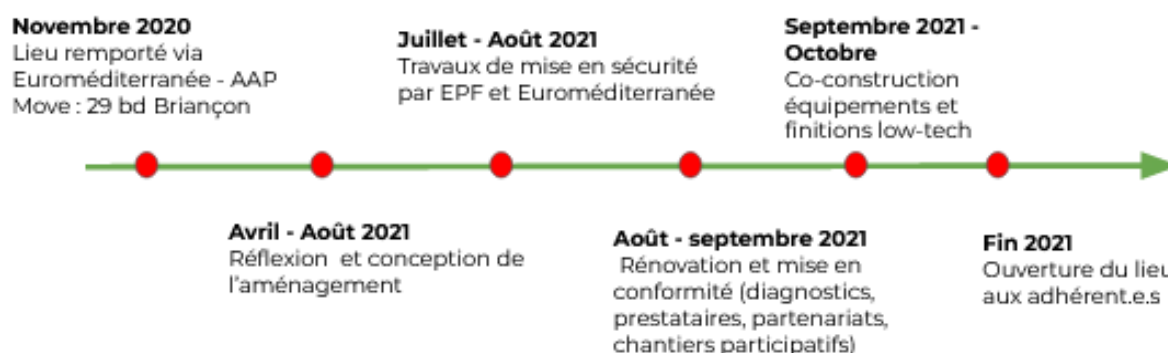 Novembre 2020
Lieu remporté via
Euroméditerranée - AAP
Move : 29 bd Briançon
Avril - Août 2021
Réflexion et conception de
l'aménagement
Juillet - Août 2021
Travaux de mise en sécurité
par EPF et Euroméditerranée
Août - septembre 2021
Rénovation et mise en
conformité (diagnostics,
prestataires, partenariats,
chantiers participatifs)
Septembre 2021 -
Octobre
Co-construction
équipements et
finitions low-tech
Fin 2021
Ouverture du lieu
aux adhérent.e.s